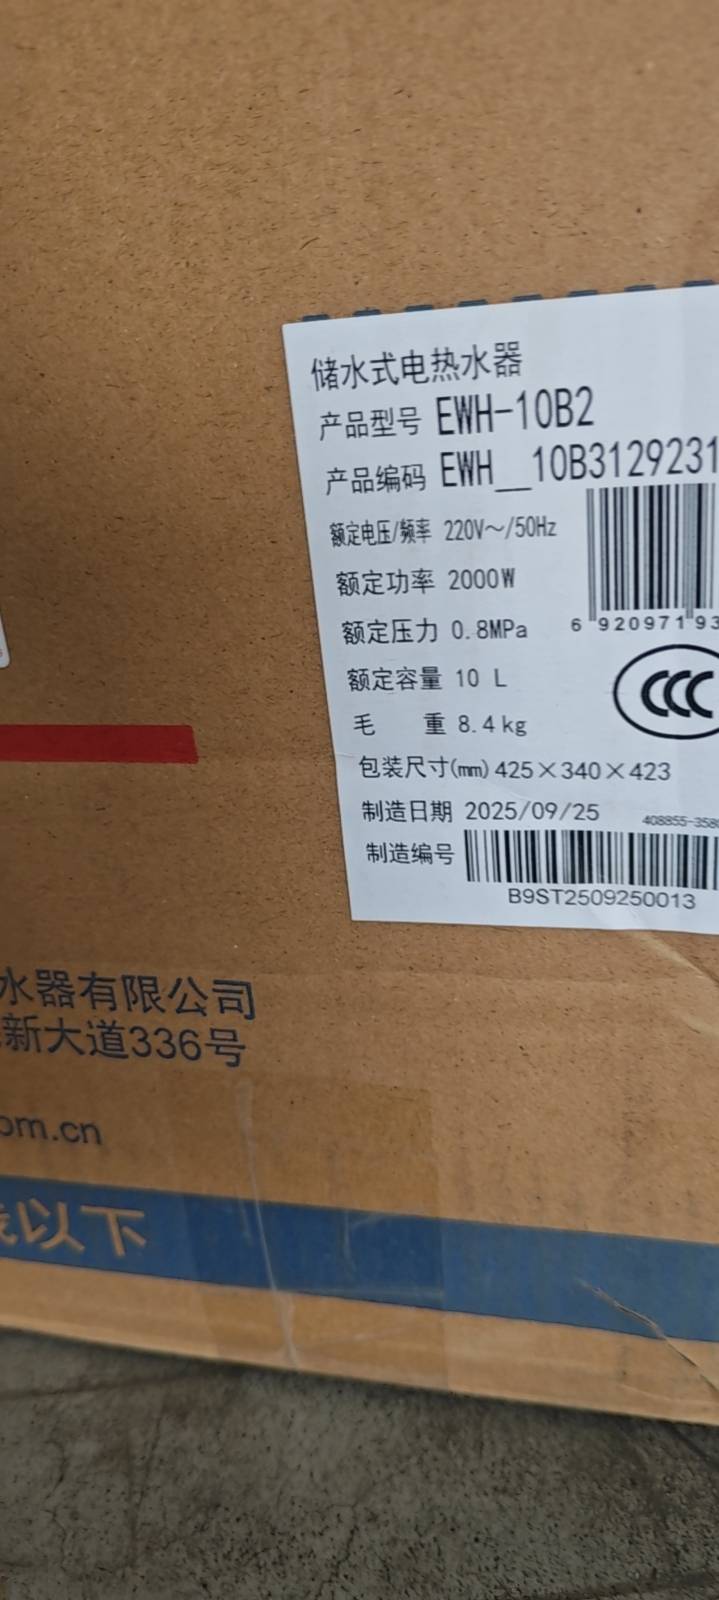 储水式电热水器
产品型号 EWH-10B2
产品编码 EWH__10B3129231
额定电压/频率 220V～/50Hz
额定功率 2000W
额定压力 0.8MPa
6 920971 93
额定容量 10 L
CCC
毛 重 8.4kg
包装尺寸(mm) 425×340×423
制造日期 2025/09/25
408855-358
制造编号
B9ST2509250013
水器有限公司
新大道336号
om.cn
以下